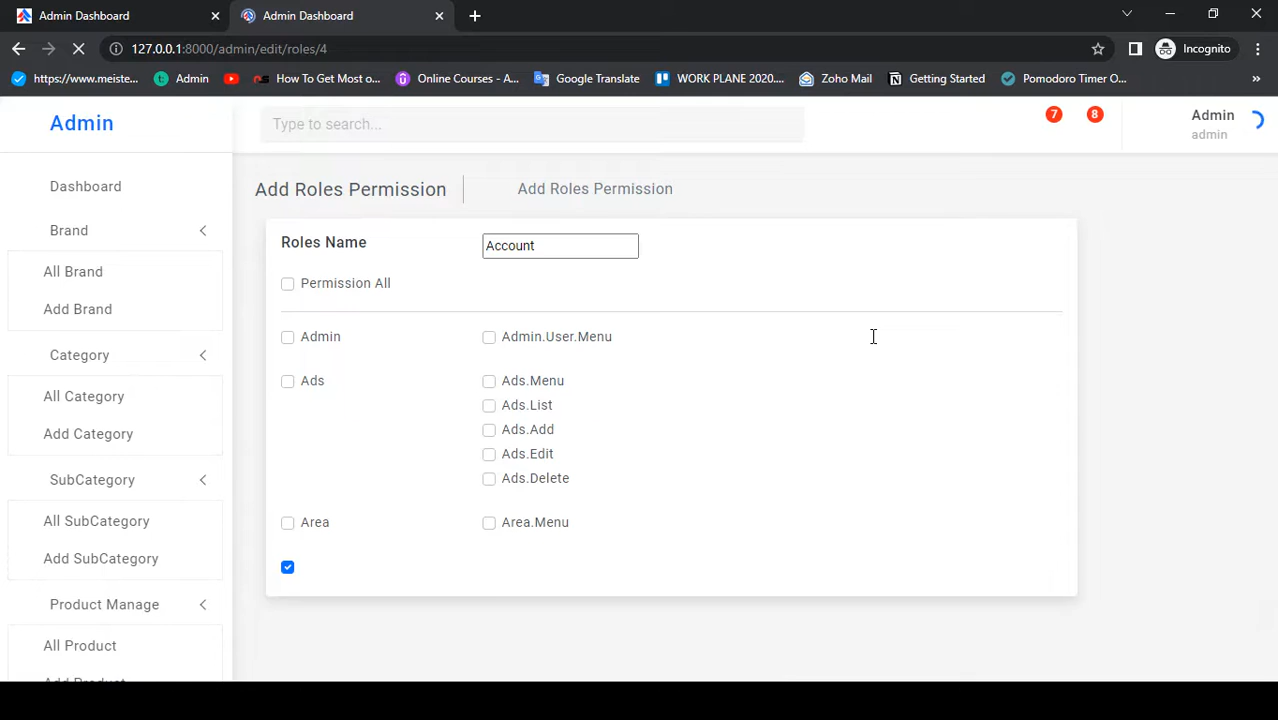 Admin Dashboard
Admin Dashboard
127.0.0.1:8000/admin/edit/roles/4
Incognito
https://www.meiste...
Admin
How To Get Most o...
Online Courses - A...
Google Translate
WORK PLANE 2020....
Zoho Mail
Getting Started
Pomodoro Timer O...
»
Admin
Type to search...
7
8
Admin
admin
Dashboard
Brand
All Brand
Add Brand
Category
All Category
Add Category
SubCategory
All SubCategory
Add SubCategory
Product Manage
All Product
Add Product
Add Roles Permission
Add Roles Permission
Roles Name
Account
Permission All
Admin
Admin.User.Menu
Ads
Ads.Menu
Ads.List
Ads.Add
Ads.Edit
Ads.Delete
Area
Area.Menu